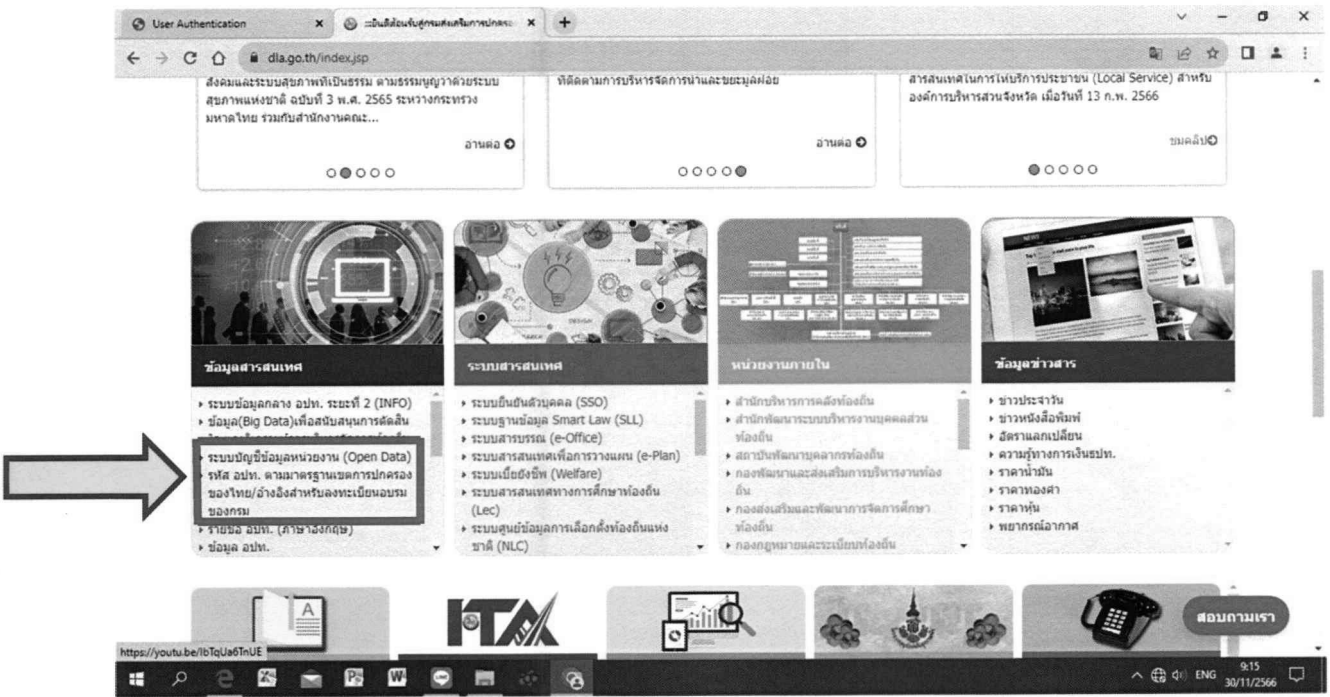 User Authentication
:::ยินดีต้อนรับสู่กรมส่งเสริมการปกครอ
dla.go.th/index.jsp
สังคมและระบบสุขภาพที่เป็นธรรม ตามธรรมนูญว่าด้วยระบบ
สุขภาพแห่งชาติ ฉบับที่ 3 พ.ศ. 2565 ระหว่างกระทรวง
มหาดไทย ร่วมกับสำนักงานคณะ...
อ่านต่อ
ที่ติดตามการบริหารจัดการน้ำและขยะมูลฝอย
อ่านต่อ
สารสนเทศในการให้บริการประชาชน (Local Service) สำหรับ
องค์การบริหารส่วนจังหวัด เมื่อวันที่ 13 ก.พ. 2566
ชมคลิป
ข้อมูลสารสนเทศ
ระบบข้อมูลกลาง อปท. ระยะที่ 2 (INFO)
ข้อมูล(Big Data)เพื่อสนับสนุนการตัดสิน
ระบบบัญชีข้อมูลหน่วยงาน (Open Data)
รหัส อปท. ตามมาตรฐานเขตการปกครอง
ของไทย/อ้างอิงสำหรับลงทะเบียนอบรม
ของกรม
รายชื่อ อปท. (ภาษาอังกฤษ)
ข้อมูล อปท.
ระบบสารสนเทศ
ระบบยืนยันตัวบุคคล (SSO)
ระบบฐานข้อมูล Smart Law (SLL)
ระบบสารบรรณ (e-Office)
ระบบสารสนเทศเพื่อการวางแผน (e-Plan)
ระบบเบี้ยยังชีพ (Welfare)
ระบบสารสนเทศทางการศึกษาท้องถิ่น
(Lec)
ระบบศูนย์ข้อมูลการเลือกตั้งท้องถิ่นแห่ง
ชาติ (NLC)
หน่วยงานภายใน
สำนักบริหารการคลังท้องถิ่น
สำนักพัฒนาระบบบริหารงานบุคคลส่วน
ท้องถิ่น
สถาบันพัฒนาบุคลากรท้องถิ่น
กองพัฒนาและส่งเสริมการบริหารงานท้อง
ถิ่น
กองส่งเสริมและพัฒนาการจัดการศึกษา
ท้องถิ่น
กองกฎหมายและระเบียบท้องถิ่น
ข้อมูลข่าวสาร
ข่าวประจำวัน
ข่าวหนังสือพิมพ์
อัตราแลกเปลี่ยน
ความรู้ทางการเงินธปท.
ราคาน้ำมัน
ราคาทองคำ
ราคาหุ้น
พยากรณ์อากาศ
A
ITA
สอบถามเรา
https://youtu.be/IbTqUa6TnUE
ENG
9:15
30/11/2566